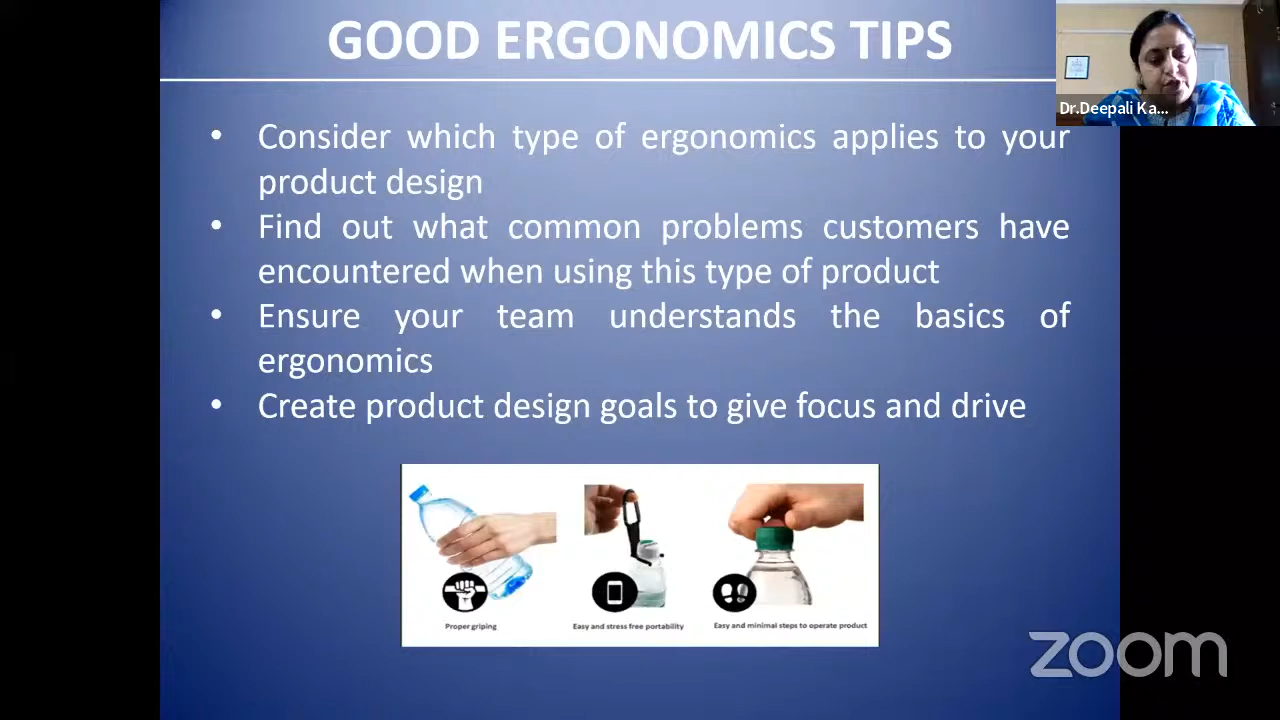 GOOD ERGONOMICS TIPS
Dr.Deepali Ka...
• Consider which type of ergonomics applies to your
product design
• Find out what common problems customers have
encountered when using this type of product
• Ensure your team understands the basics of
ergonomics
• Create product design goals to give focus and drive
Proper griping
Easy and stress free portability
Easy and minimal steps to operate product
zoom